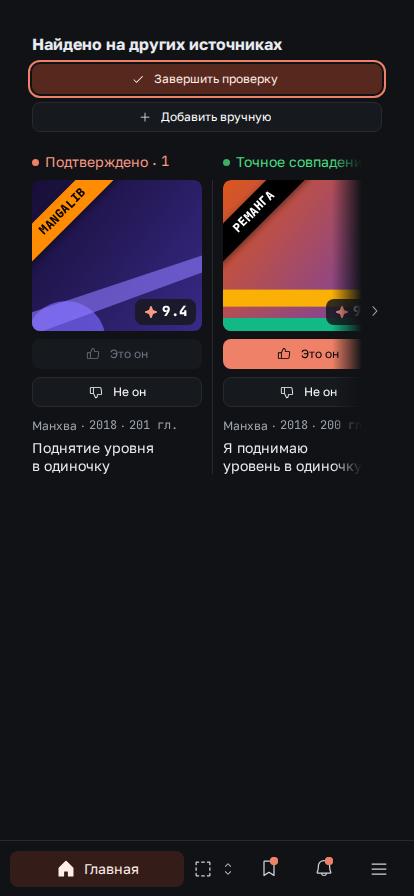 Найдено на других источниках
Завершить проверку
Добавить вручную
Подтверждено · 1
Точное совпадени
MANGALIB
РЕМАНГА
9.4
9
Это он
Это он
Не он
Не он
Манхва · 2018 · 201 гл.
Манхва · 2018 · 200 гл
Поднятие уровня
в одиночку
Я поднимаю
уровень в одиночку
Главная